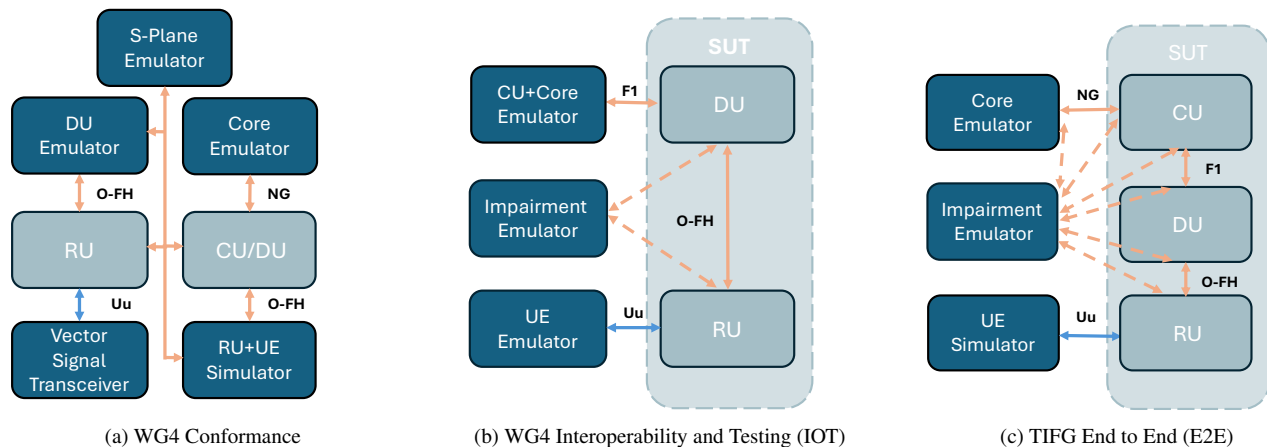 S-Plane
Emulator
DU
Emulator
Core
Emulator
O-FH
NG
RU
CU/DU
Uu
O-FH
Vector
Signal
Transceiver
RU+UE
Simulator
(a) WG4 Conformance
SUT
CU+Core
Emulator
F1
DU
Impairment
Emulator
O-FH
UE
Emulator
Uu
RU
(b) WG4 Interoperability and Testing (IOT)
SUT
Core
Emulator
NG
CU
F1
Impairment
Emulator
DU
O-FH
UE
Simulator
Uu
RU
(c) TIFG End to End (E2E)